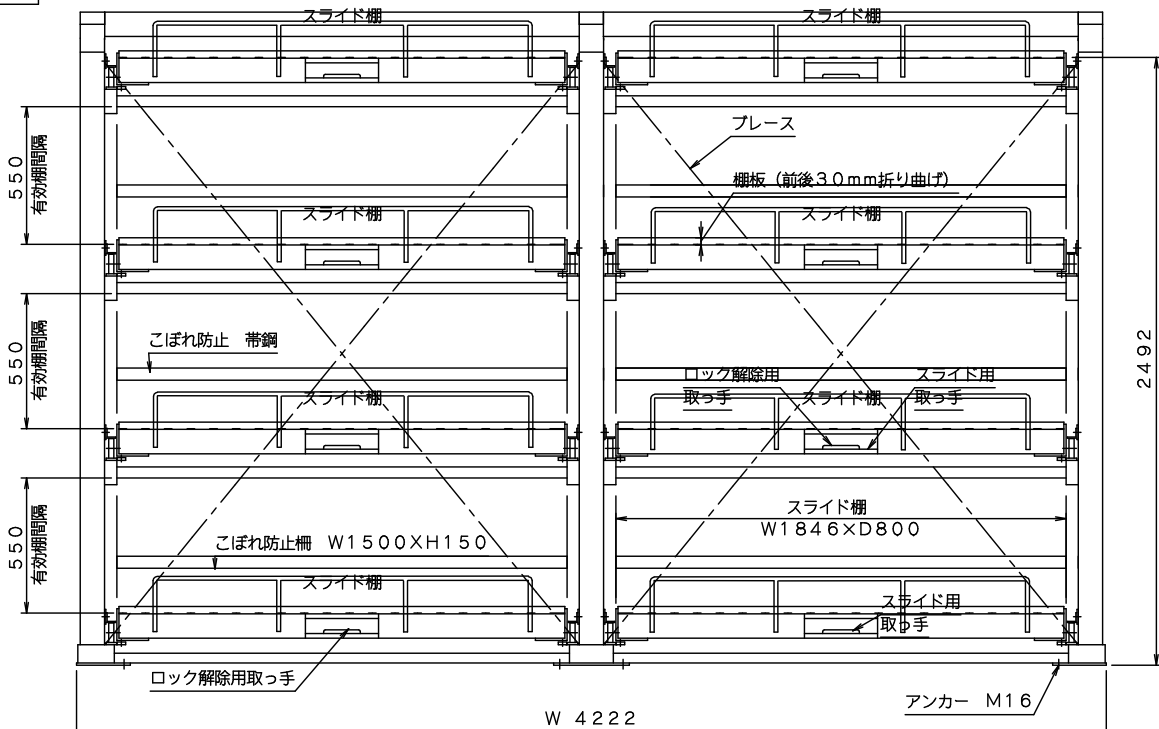 スライド棚
スライド棚
ブレース
棚板（前後３０ｍｍ折り曲げ）
５５０
有効棚間隔
スライド棚
スライド棚
こぼれ防止　帯鋼
５５０
有効棚間隔
２４９２
ロック解除用
取っ手
スライド用
取っ手
スライド棚
スライド棚
スライド棚
Ｗ１８４６×Ｄ８００
こぼれ防止柵　Ｗ１５００ＸＨ１５０
５５０
有効棚間隔
スライド棚
スライド用
取っ手
ロック解除用取っ手
アンカー　Ｍ１６
Ｗ ４２２２